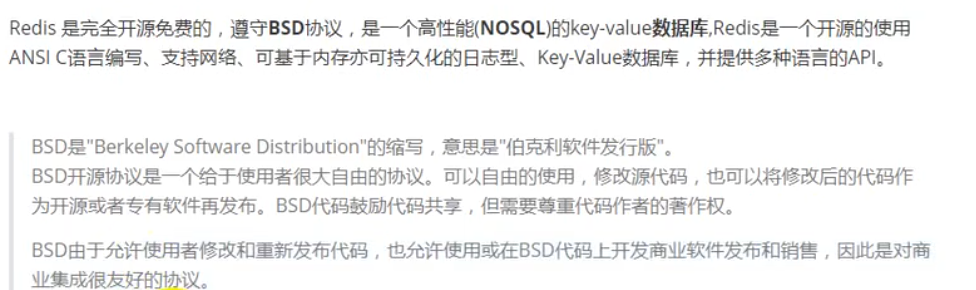 Redis 是完全开源免费的，遵守BSD协议，是一个高性能(NOSQL)的key-value数据库,Redis是一个开源的使用
ANSI C语言编写、支持网络、可基于内存亦可持久化的日志型、Key-Value数据库，并提供多种语言的API。
BSD是"Berkeley Software Distribution"的缩写，意思是"伯克利软件发行版"。
BSD开源协议是一个给于使用者很大自由的协议。可以自由的使用，修改源代码，也可以将修改后的代码作
为开源或者专有软件再发布。BSD代码鼓励代码共享，但需要尊重代码作者的著作权。
BSD由于允许使用者修改和重新发布代码，也允许使用或在BSD代码上开发商业软件发布和销售，因此是对商
业集成很友好的协议。